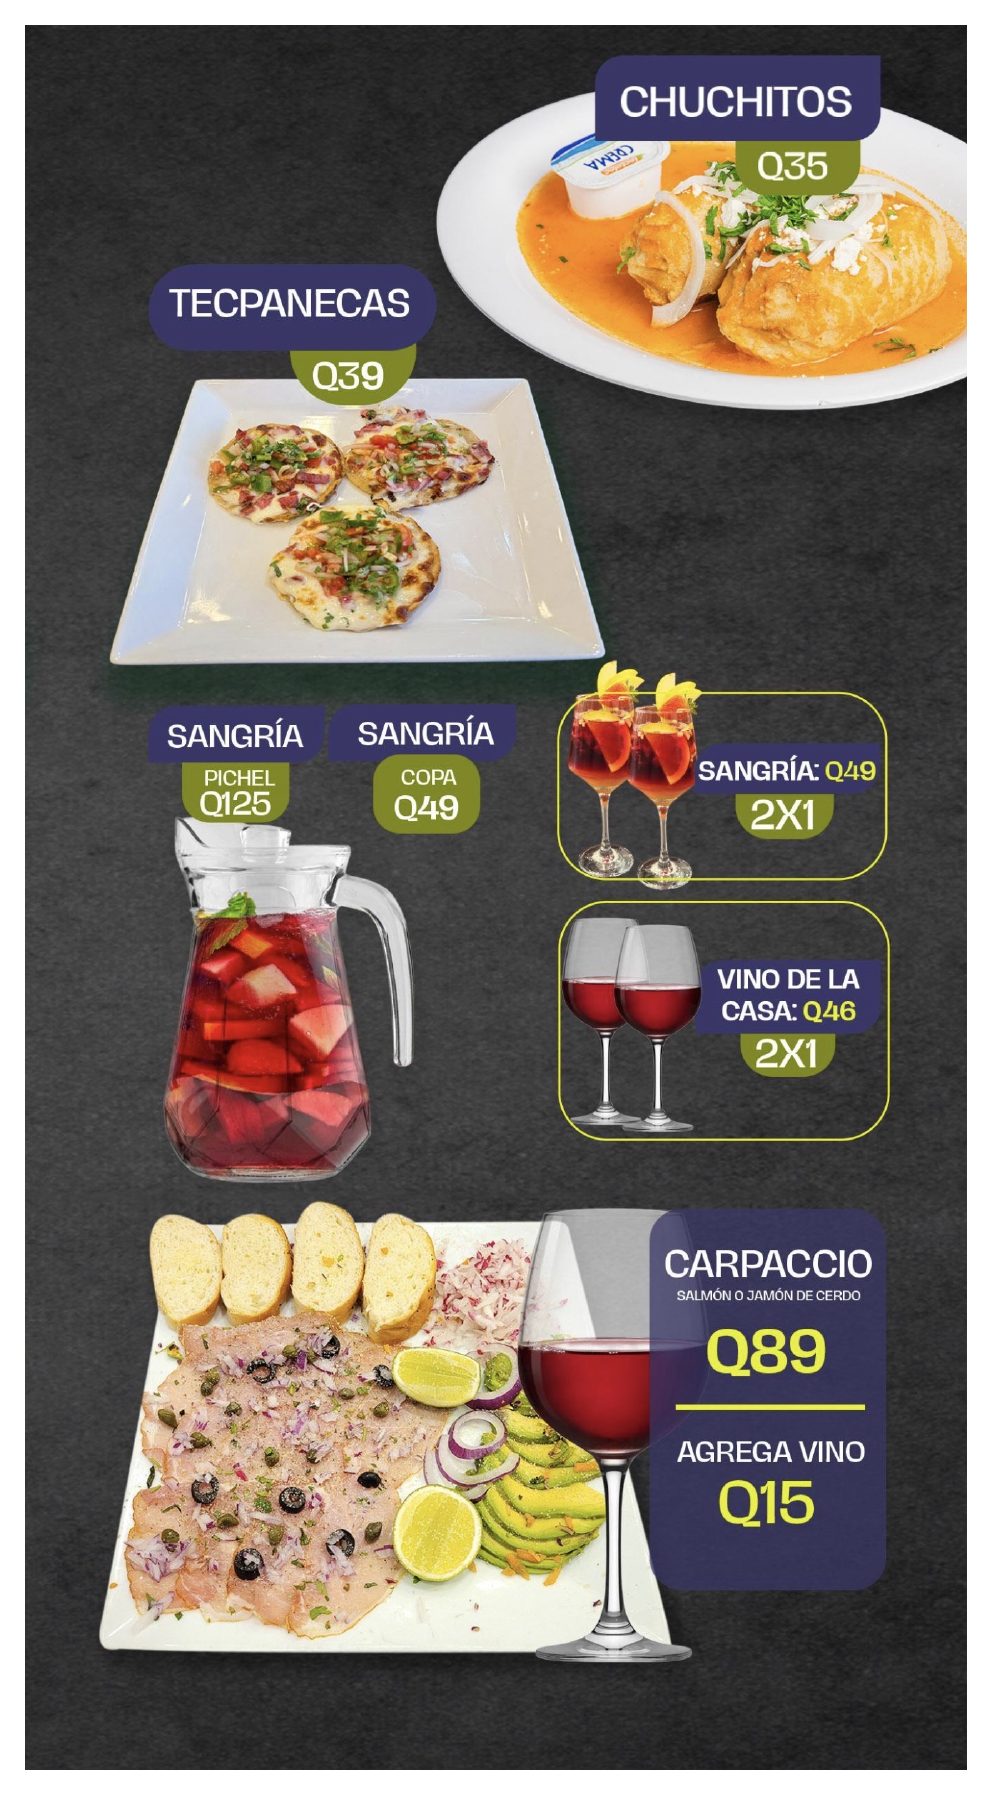 CHUCHITOS
Q35
CREMA
TECPANECAS
Q39
SANGRÍA
PICHEL
Q125
SANGRÍA
COPA
Q49
SANGRÍA: Q49
2X1
VINO DE LA
CASA: Q46
2X1
CARPACCIO
SALMÓN O JAMÓN DE CERDO
Q89
AGREGA VINO
Q15